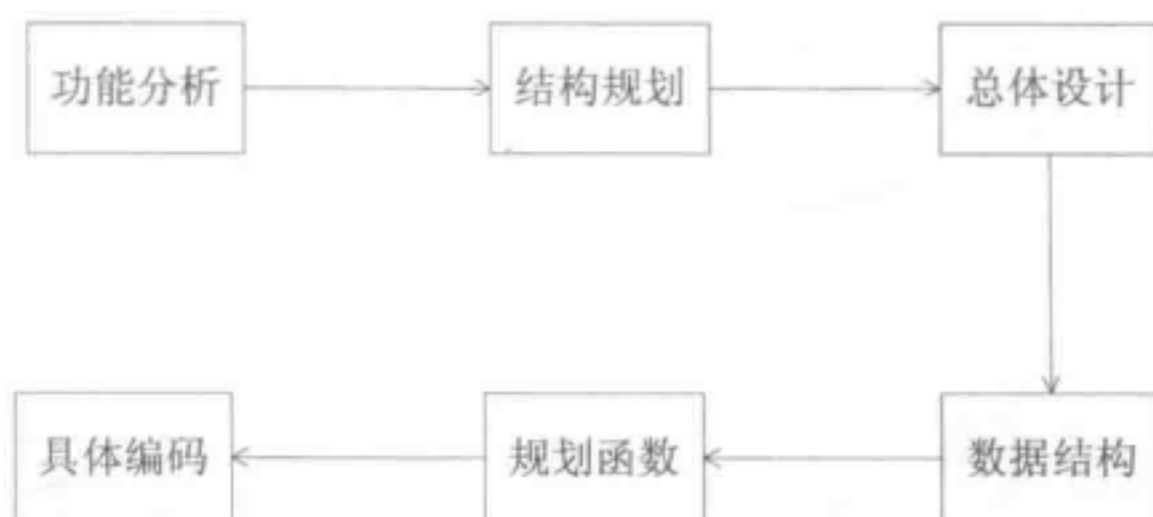 功能分析
结构规划
总体设计
数据结构
规划函数
具体编码